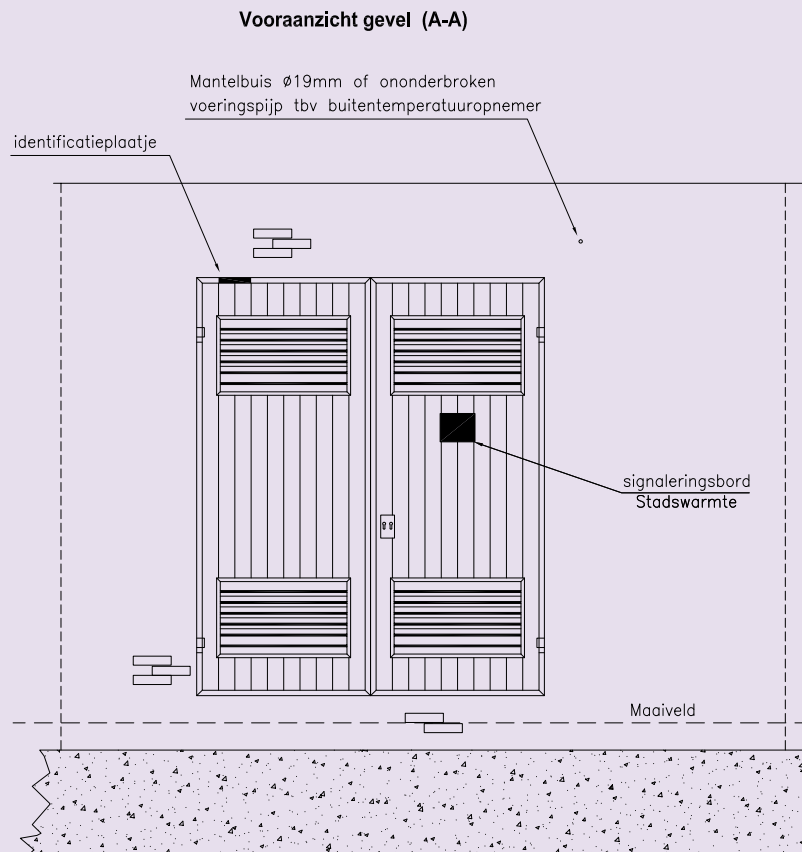 Vooraanzicht gevel (A-A)
Mantelbuis ø19mm of ononderbroken
voeringspijp tbv buitentemperatuuropnemer
identificatieplaatje
signaleringsbord
Stadswarmte
Maaiveld